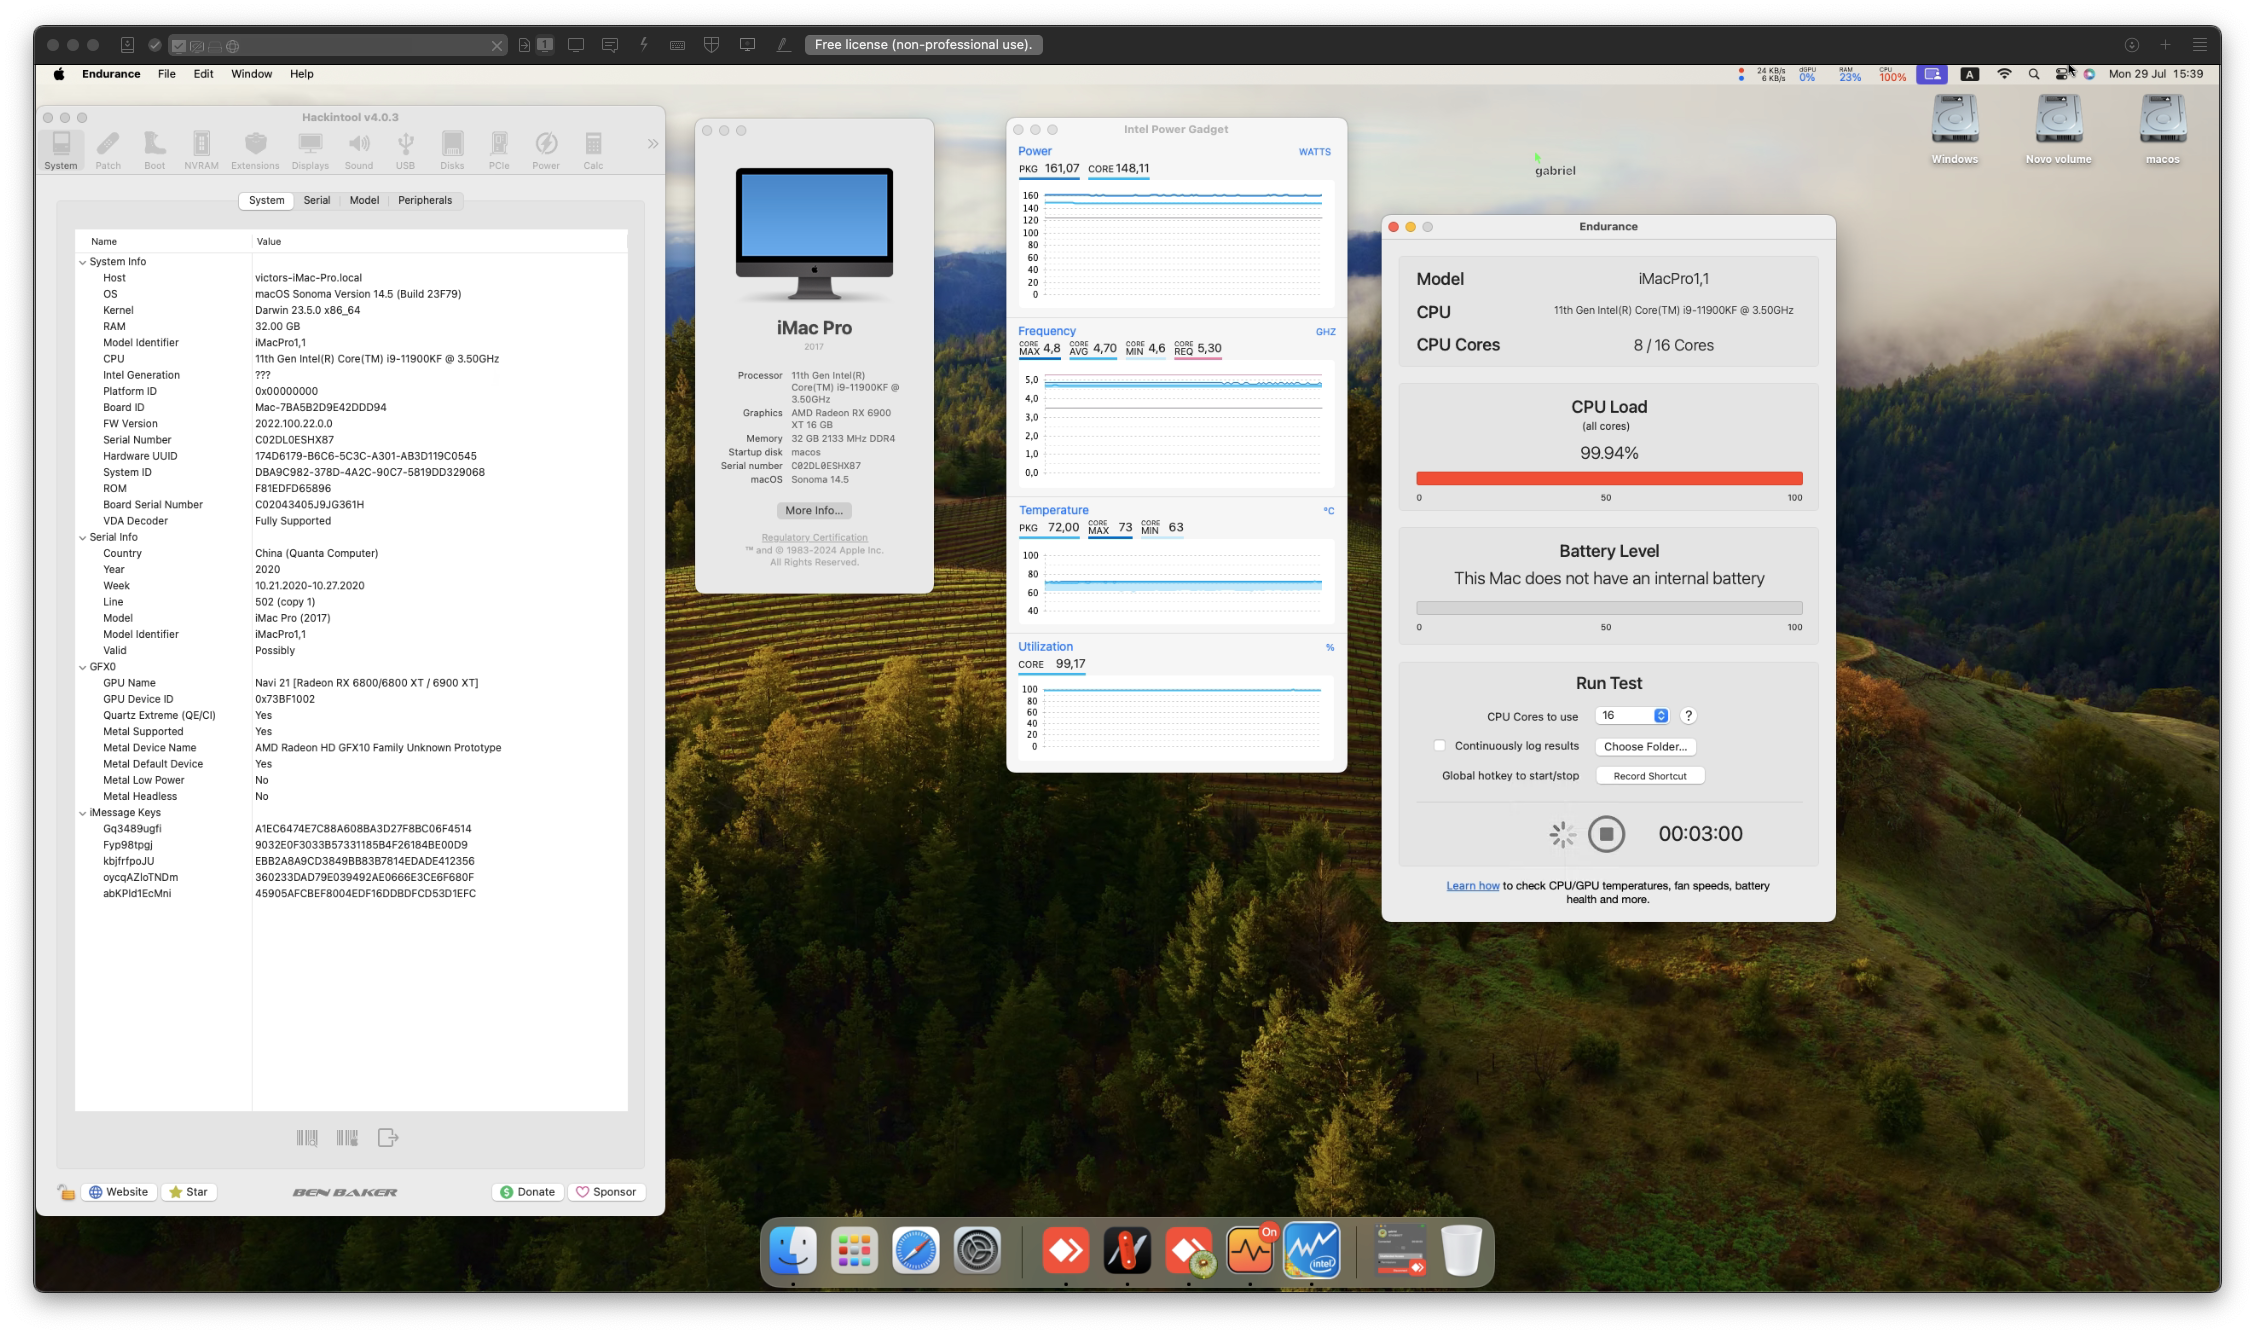 1
Free license (non-professional use).
Endurance File Edit Window Help
24 KB/s
6 KB/s
dGPU
0%
RAM
23%
CPU
100%
A
Mon 29 Jul 15:39
Hackintool v4.0.3
System Patch Boot NVRAM Extensions Displays Sound USB Disks PCIe Power Calc
System Serial Model Peripherals
Name Value
System Info
Host victors-iMac-Pro.local
OS macOS Sonoma Version 14.5 (Build 23F79)
Kernel Darwin 23.5.0 x86_64
RAM 32.00 GB
Model Identifier iMacPro1,1
CPU 11th Gen Intel(R) Core(TM) i9-11900KF @ 3.50GHz
Intel Generation ???
Platform ID 0x00000000
Board ID Mac-7BA5B2D9E42DDD94
FW Version 2022.100.22.0.0
Serial Number C02DL0ESHX87
Hardware UUID 174D6179-B6C6-5C3C-A301-AB3D119C0545
System ID DBA9C982-378D-4A2C-90C7-5819DD329068
ROM F81EDFD65896
Board Serial Number C02043405J9JG361H
VDA Decoder Fully Supported
Serial Info
Country China (Quanta Computer)
Year 2020
Week 10.21.2020-10.27.2020
Line 502 (copy 1)
Model iMac Pro (2017)
Model Identifier iMacPro1,1
Valid Possibly
GFX0
GPU Name Navi 21 [Radeon RX 6800/6800 XT / 6900 XT]
GPU Device ID 0x73BF1002
Quartz Extreme (QE/CI) Yes
Metal Supported Yes
Metal Device Name AMD Radeon HD GFX10 Family Unknown Prototype
Metal Default Device Yes
Metal Low Power No
Metal Headless No
iMessage Keys
Gq3489ugfi A1EC6474E7C88A608BA3D27F8BC06F4514
Fyp98tpgj 9032E0F3033B57331185B4F26184BE00D9
kbjfrfpoJU EBB2A8A9CD3849BB83B7814EDADE412356
oycqAZloTNDm 360233DAD79E039492AE0666E3CE6F680F
abKPld1EcMni 45905AFCBEF8004EDF16DDBDFCD53D1EFC
Website Star BEN BAKER Donate Sponsor
iMac Pro
2017
Processor 11th Gen Intel(R)
Core(TM) i9-11900KF @
3.50GHz
Graphics AMD Radeon RX 6900
XT 16 GB
Memory 32 GB 2133 MHz DDR4
Startup disk macos
Serial number C02DL0ESHX87
macOS Sonoma 14.5
More Info...
Regulatory Certification
™ and © 1983-2024 Apple Inc.
All Rights Reserved.
Intel Power Gadget
Power WATTS
PKG 161,07 CORE 148,11
160
140
120
100
80
60
40
20
0
Frequency GHZ
CORE MAX 4,8 CORE AVG 4,70 CORE MIN 4,6 CORE REQ 5,30
5,0
4,0
3,0
2,0
1,0
0,0
Temperature °C
PKG 72,00 CORE MAX 73 CORE MIN 63
100
80
60
40
Utilization %
CORE 99,17
100
80
60
40
20
0
gabriel
Windows Novo volume macos
Endurance
Model iMacPro1,1
CPU 11th Gen Intel(R) Core(TM) i9-11900KF @ 3.50GHz
CPU Cores 8 / 16 Cores
CPU Load
(all cores)
99.94%
0 50 100
Battery Level
This Mac does not have an internal battery
0 50 100
Run Test
CPU Cores to use 16 ?
Continuously log results Choose Folder...
Global hotkey to start/stop Record Shortcut
00:03:00
Learn how to check CPU/GPU temperatures, fan speeds, battery
health and more.
On
intel